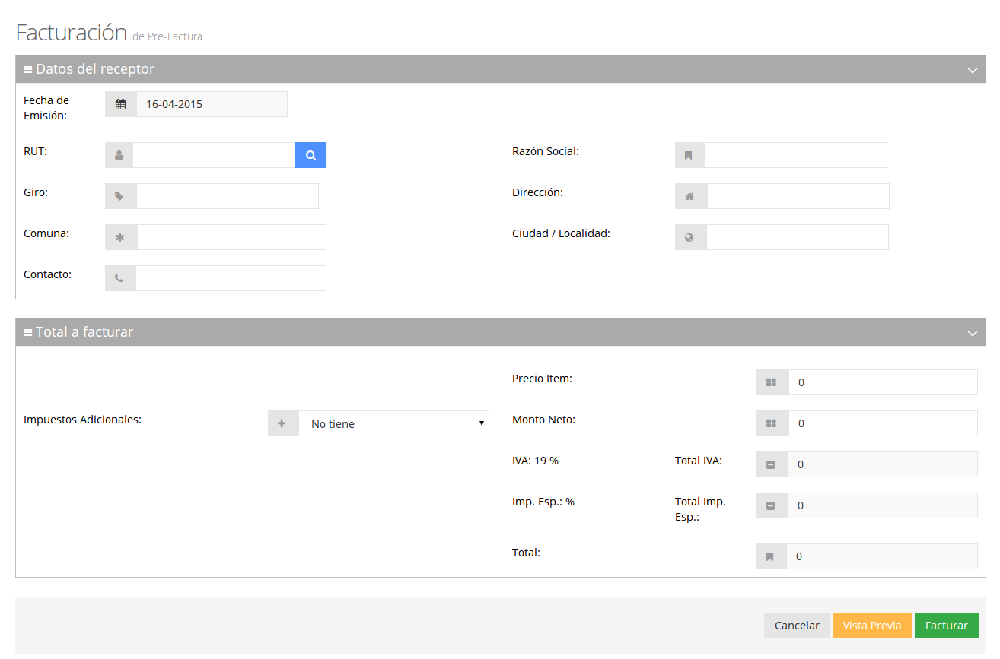 Facturación de Pre-Factura
Datos del receptor
Fecha de
Emisión:
16-04-2015
RUT:
Razón Social:
Giro:
Dirección:
Comuna:
Ciudad / Localidad:
Contacto:
Total a facturar
Precio Item:
0
Impuestos Adicionales:
No tiene
Monto Neto:
0
IVA: 19 %
Total IVA:
0
Imp. Esp.: %
Total Imp.
Esp.:
0
Total:
0
Cancelar
Vista Previa
Facturar